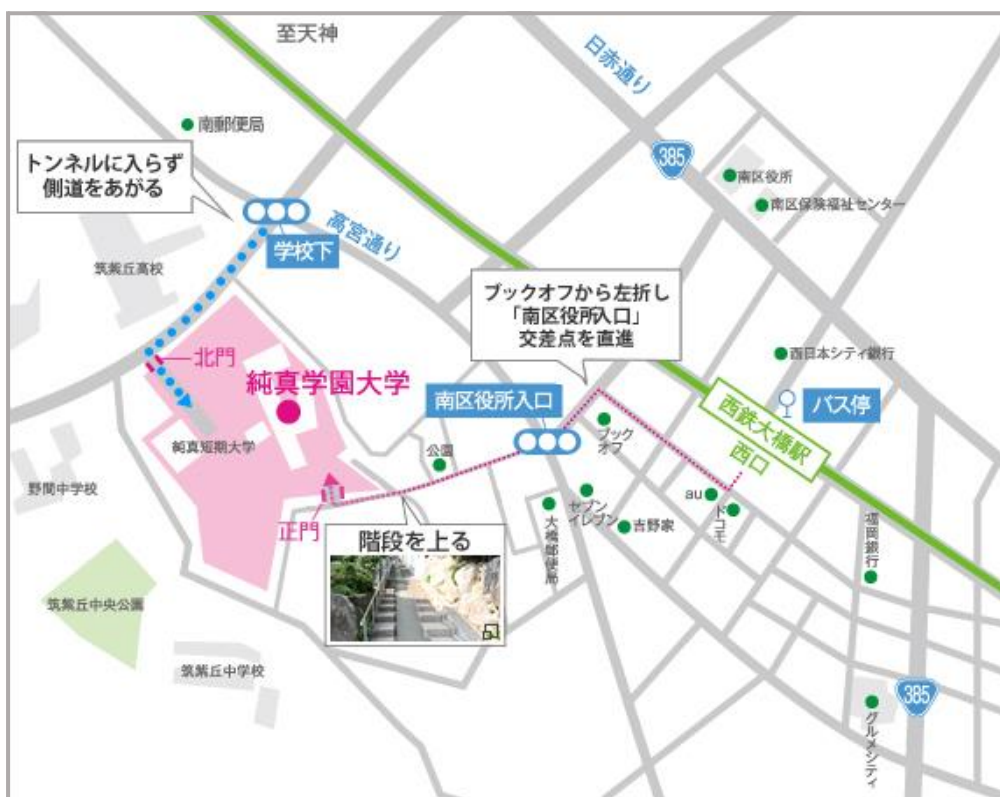 至天神
日赤通り
南郵便局
トンネルに入らず
側道をあがる
385
南区役所
南区保険福祉センター
高宮通り
学校下
筑紫丘高校
ブックオフから左折し
「南区役所入口」
交差点を直進
北門
西日本シティ銀行
純真学園大学
南区役所入口
バス停
西鉄大橋駅
西口
ブック
オフ
純真短期大学
公園
野間中学校
au
ドコモ
セブン
イレブン
吉野家
大橋郵便局
正門
階段を上る
福岡銀行
筑紫丘中央公園
筑紫丘中学校
385
グルメシティ